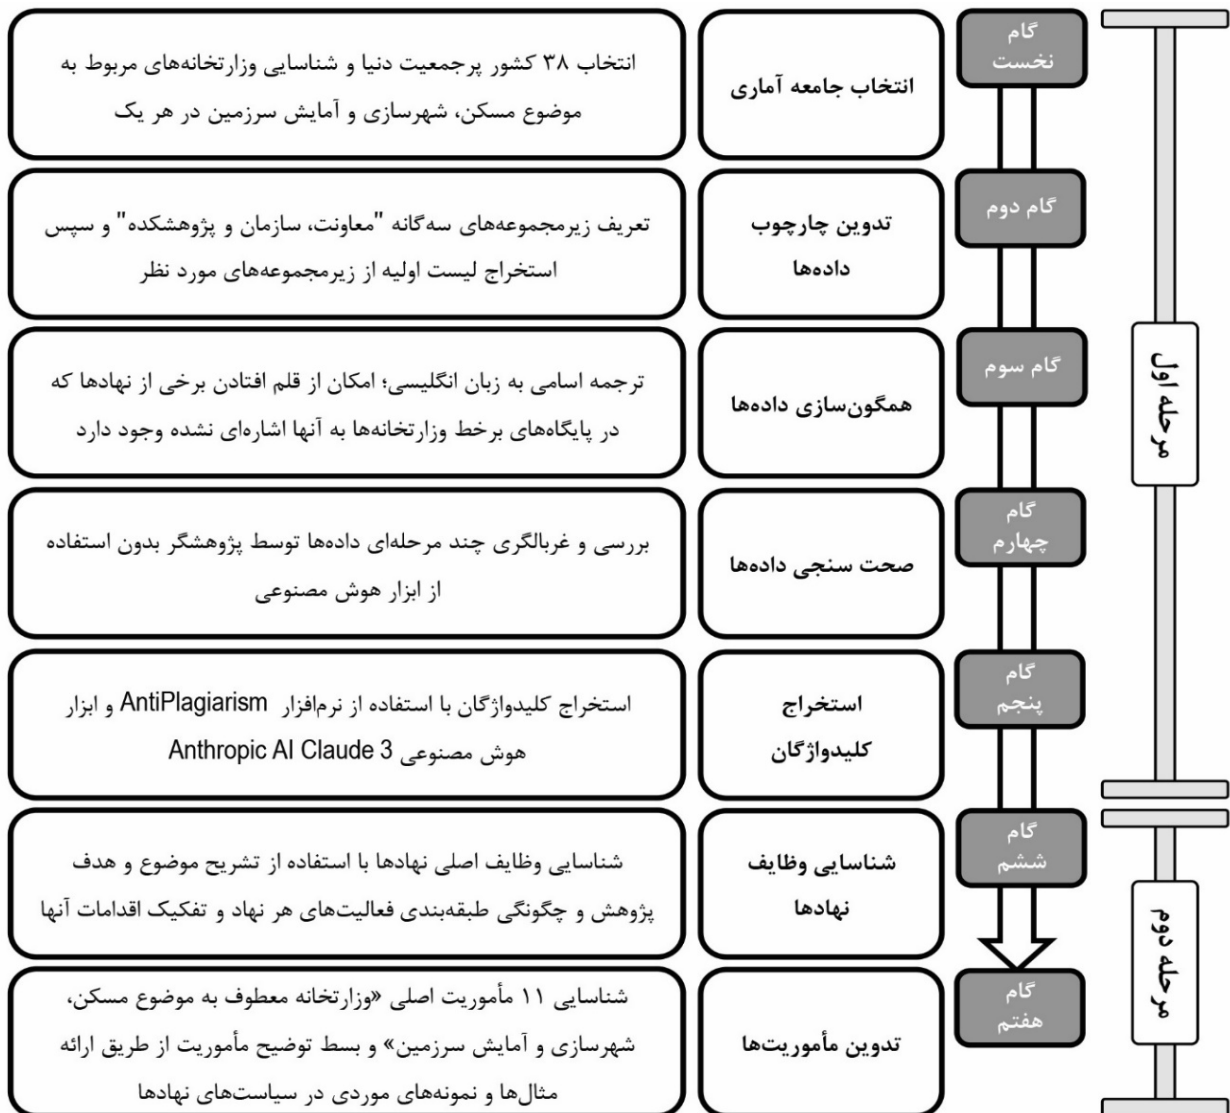 گام
نخست
انتخاب جامعه آماری
انتخاب ۳۸ کشور پرجمعیت دنیا و شناسایی وزارتخانه‌های مربوط به
موضوع مسکن، شهرسازی و آمایش سرزمین در هر یک
گام دوم
تدوین چارچوب
داده‌ها
تعریف زیرمجموعه‌های سه‌گانه "معاونت، سازمان و پژوهشکده" و سپس
استخراج لیست اولیه از زیرمجموعه‌های مورد نظر
گام سوم
همگون‌سازی داده‌ها
ترجمه اسامی به زبان انگلیسی؛ امکان از قلم افتادن برخی از نهادها که
در پایگاه‌های برخط وزارتخانه‌ها به آنها اشاره‌ای نشده وجود دارد
گام
چهارم
صحت سنجی داده‌ها
بررسی و غربالگری چند مرحله‌ای داده‌ها توسط پژوهشگر بدون استفاده
از ابزار هوش مصنوعی
گام
پنجم
استخراج
کلیدواژگان
استخراج کلیدواژگان با استفاده از نرم‌افزار AntiPlagiarism و ابزار
هوش مصنوعی Anthropic AI Claude 3
مرحله اول
گام
ششم
شناسایی وظایف
نهادها
شناسایی وظایف اصلی نهادها با استفاده از تشریح موضوع و هدف
پژوهش و چگونگی طبقه‌بندی فعالیت‌های هر نهاد و تفکیک اقدامات آنها
گام
هفتم
تدوین مأموریت‌ها
شناسایی ۱۱ مأموریت اصلی «وزارتخانه معطوف به موضوع مسکن،
شهرسازی و آمایش سرزمین» و بسط توضیح مأموریت از طریق ارائه
مثال‌ها و نمونه‌های موردی در سیاست‌های نهادها
مرحله دوم